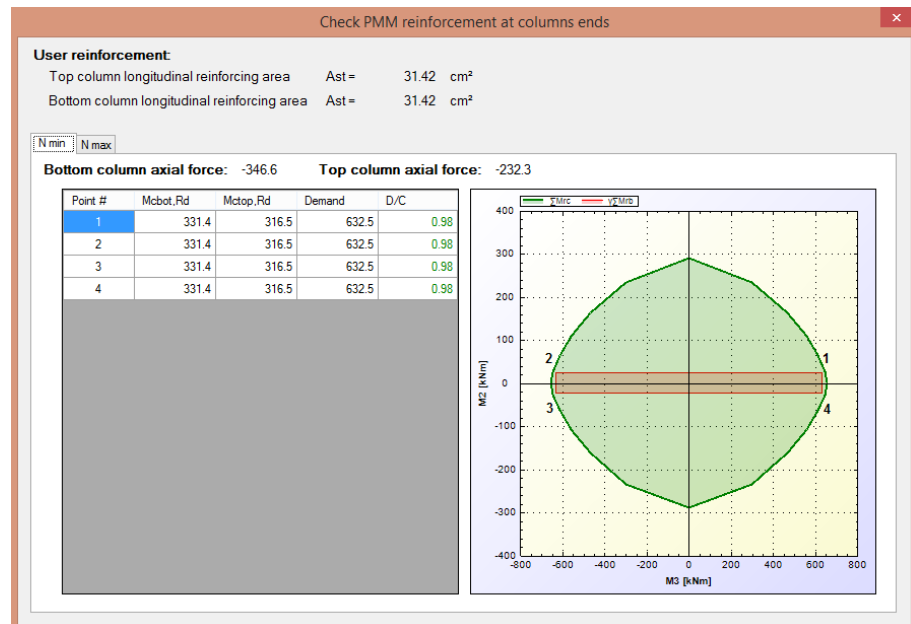 Check PMM reinforcement at columns ends
×
User reinforcement:
Top column longitudinal reinforcing area Ast = 31.42 cm²
Bottom column longitudinal reinforcing area Ast = 31.42 cm²
N min N max
Bottom column axial force: -346.6 Top column axial force: -232.3
Point # Mcbot,Rd Mctop,Rd Demand D/C
1 331.4 316.5 632.5 0.98
2 331.4 316.5 632.5 0.98
3 331.4 316.5 632.5 0.98
4 331.4 316.5 632.5 0.98
∑Mrc γ∑Mrb
400
300
200
100
0
-100
-200
-300
-400
M2 [kNm]
2 1
3 4
-800 -600 -400 -200 0 200 400 600 800
M3 [kNm]